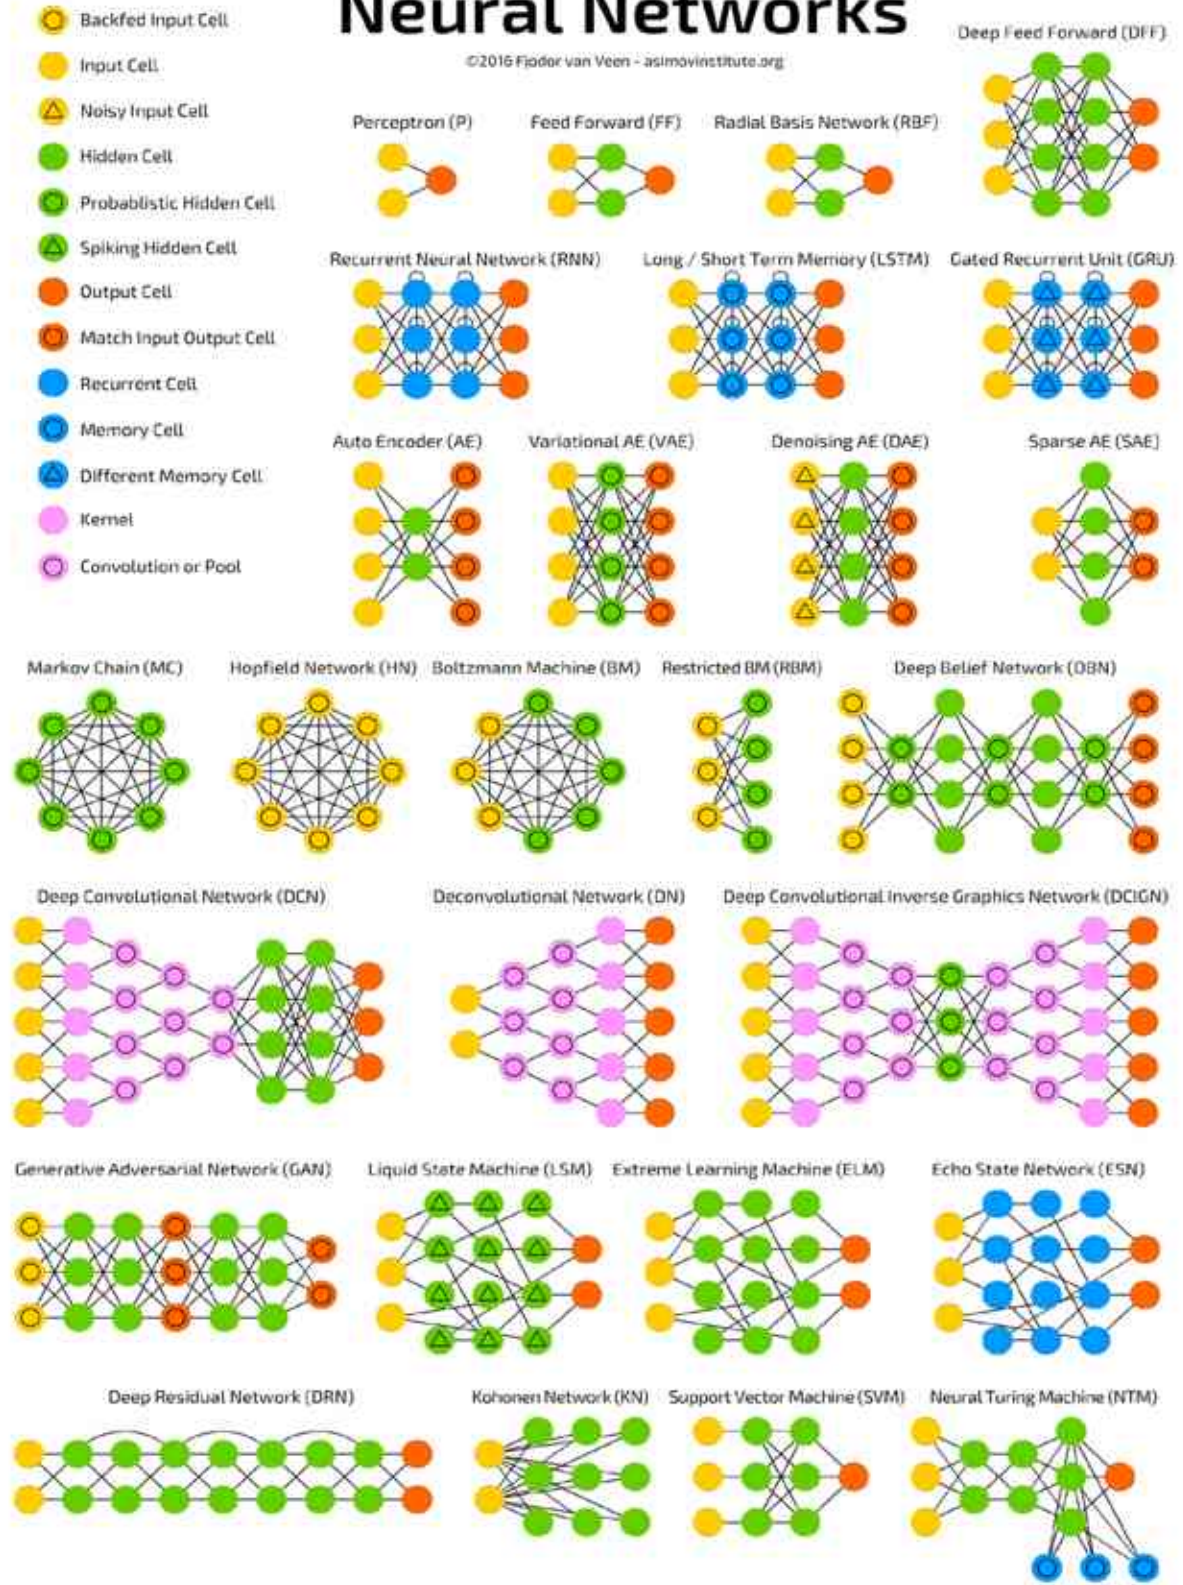 Neural Networks
©2016 Fjodor van Veen - asimovinstitute.org
Backfed Input Cell
Input Cell
Noisy Input Cell
Hidden Cell
Probablistic Hidden Cell
Spiking Hidden Cell
Output Cell
Match Input Output Cell
Recurrent Cell
Memory Cell
Different Memory Cell
Kernel
Convolution or Pool
Deep Feed Forward (DFF)
Perceptron (P)
Feed Forward (FF)
Radial Basis Network (RBF)
Recurrent Neural Network (RNN)
Long / Short Term Memory (LSTM)
Gated Recurrent Unit (GRU)
Auto Encoder (AE)
Variational AE (VAE)
Denoising AE (DAE)
Sparse AE (SAE)
Markov Chain (MC)
Hopfield Network (HN)
Boltzmann Machine (BM)
Restricted BM (RBM)
Deep Belief Network (DBN)
Deep Convolutional Network (DCN)
Deconvolutional Network (DN)
Deep Convolutional Inverse Graphics Network (DCIGN)
Generative Adversarial Network (GAN)
Liquid State Machine (LSM)
Extreme Learning Machine (ELM)
Echo State Network (ESN)
Deep Residual Network (DRN)
Kohonen Network (KN)
Support Vector Machine (SVM)
Neural Turing Machine (NTM)